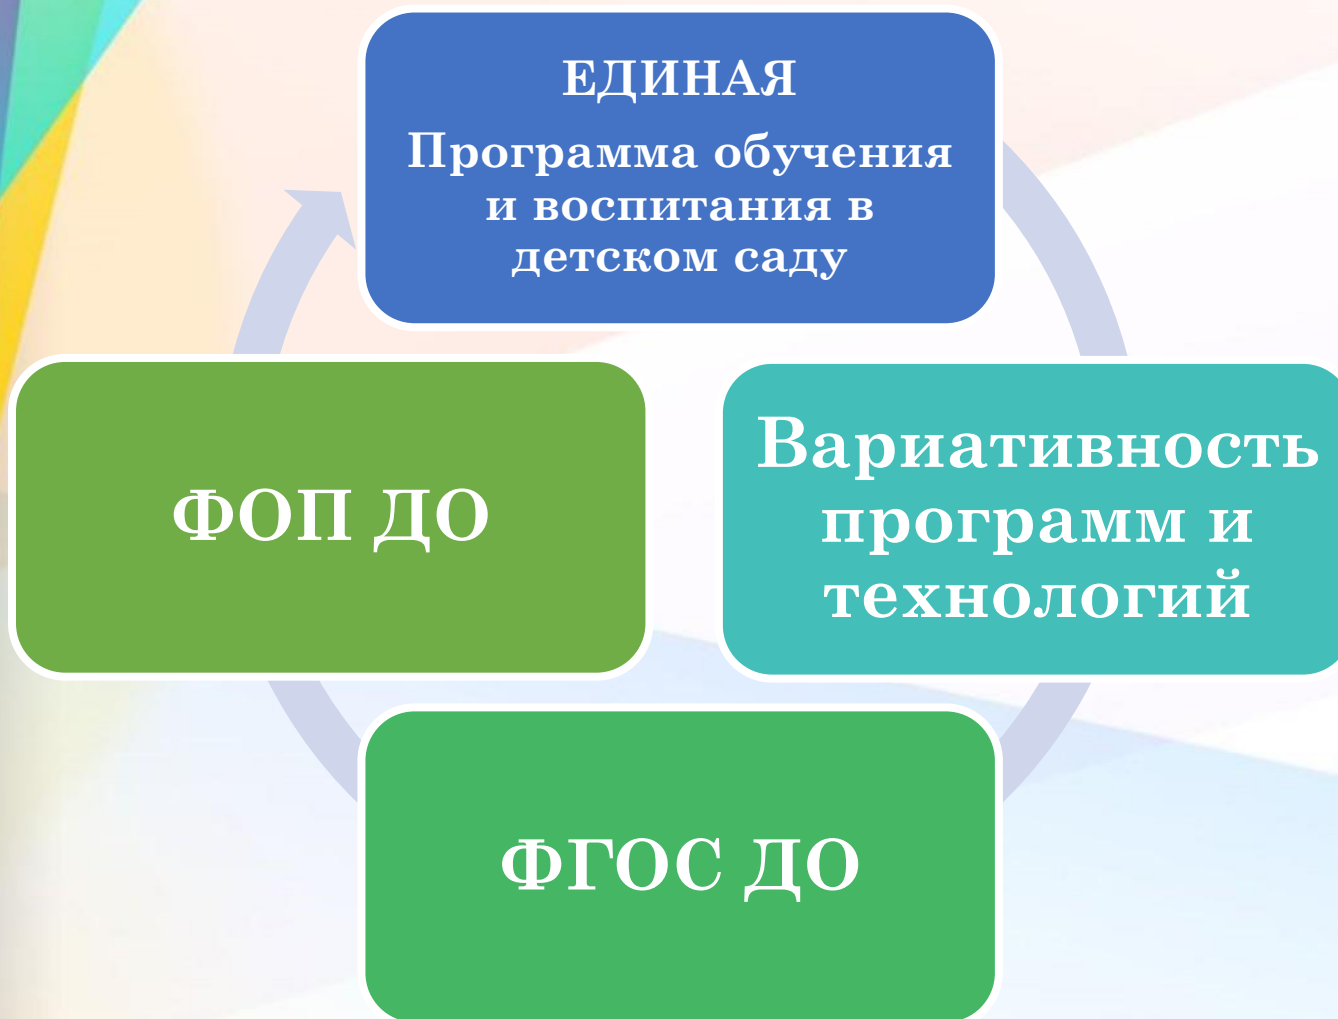 ЕДИНАЯ
Программа обучения
и воспитания в
детском саду
Вариативность
программ и
технологий
ФГОС ДО
ФОП ДО